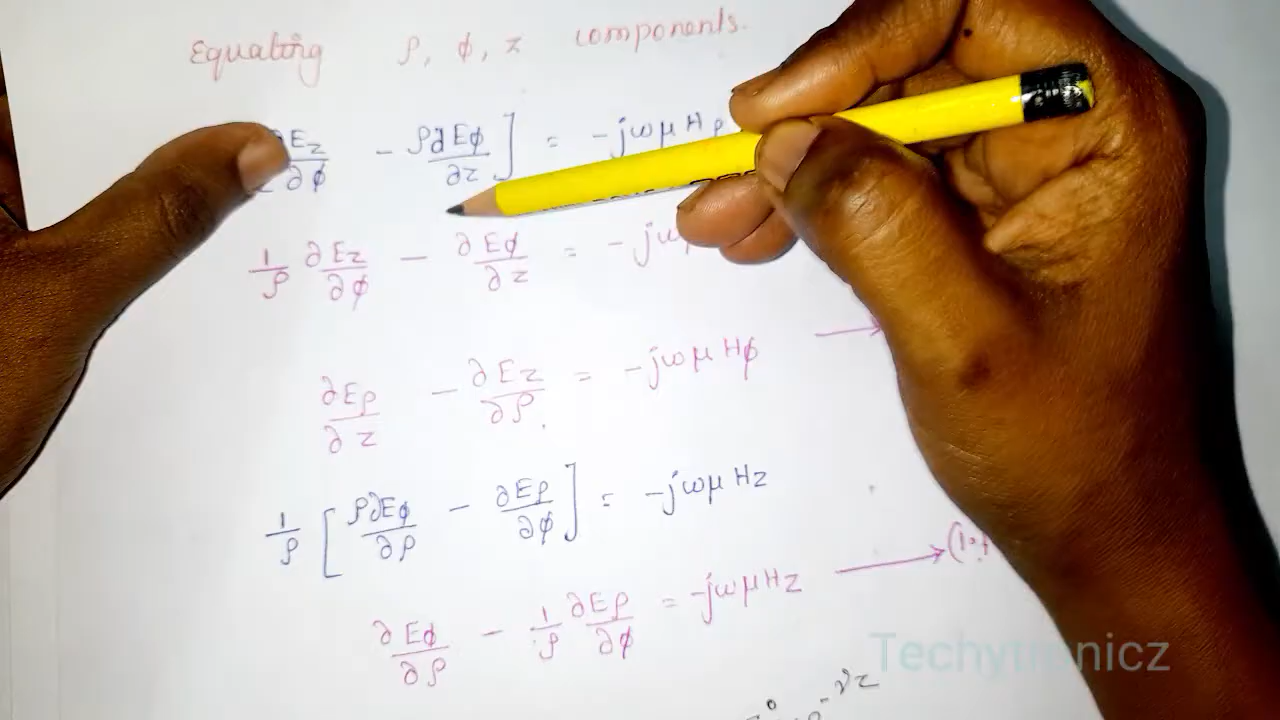 Equating ρ, ϕ, z components.
∂Ez/∂ϕ - ρ∂Eϕ/∂z] = -jωμHρ
1/ρ ∂Ez/∂ϕ - ∂Eϕ/∂z = -jω
∂Eρ/∂z - ∂Ez/∂ρ = -jωμHϕ →
1/ρ [ρ∂Eϕ/∂ρ - ∂Eρ/∂ϕ] = -jωμHz
∂Eϕ/∂ρ - 1/ρ ∂Eρ/∂ϕ = -jωμHz →
Techytronicz